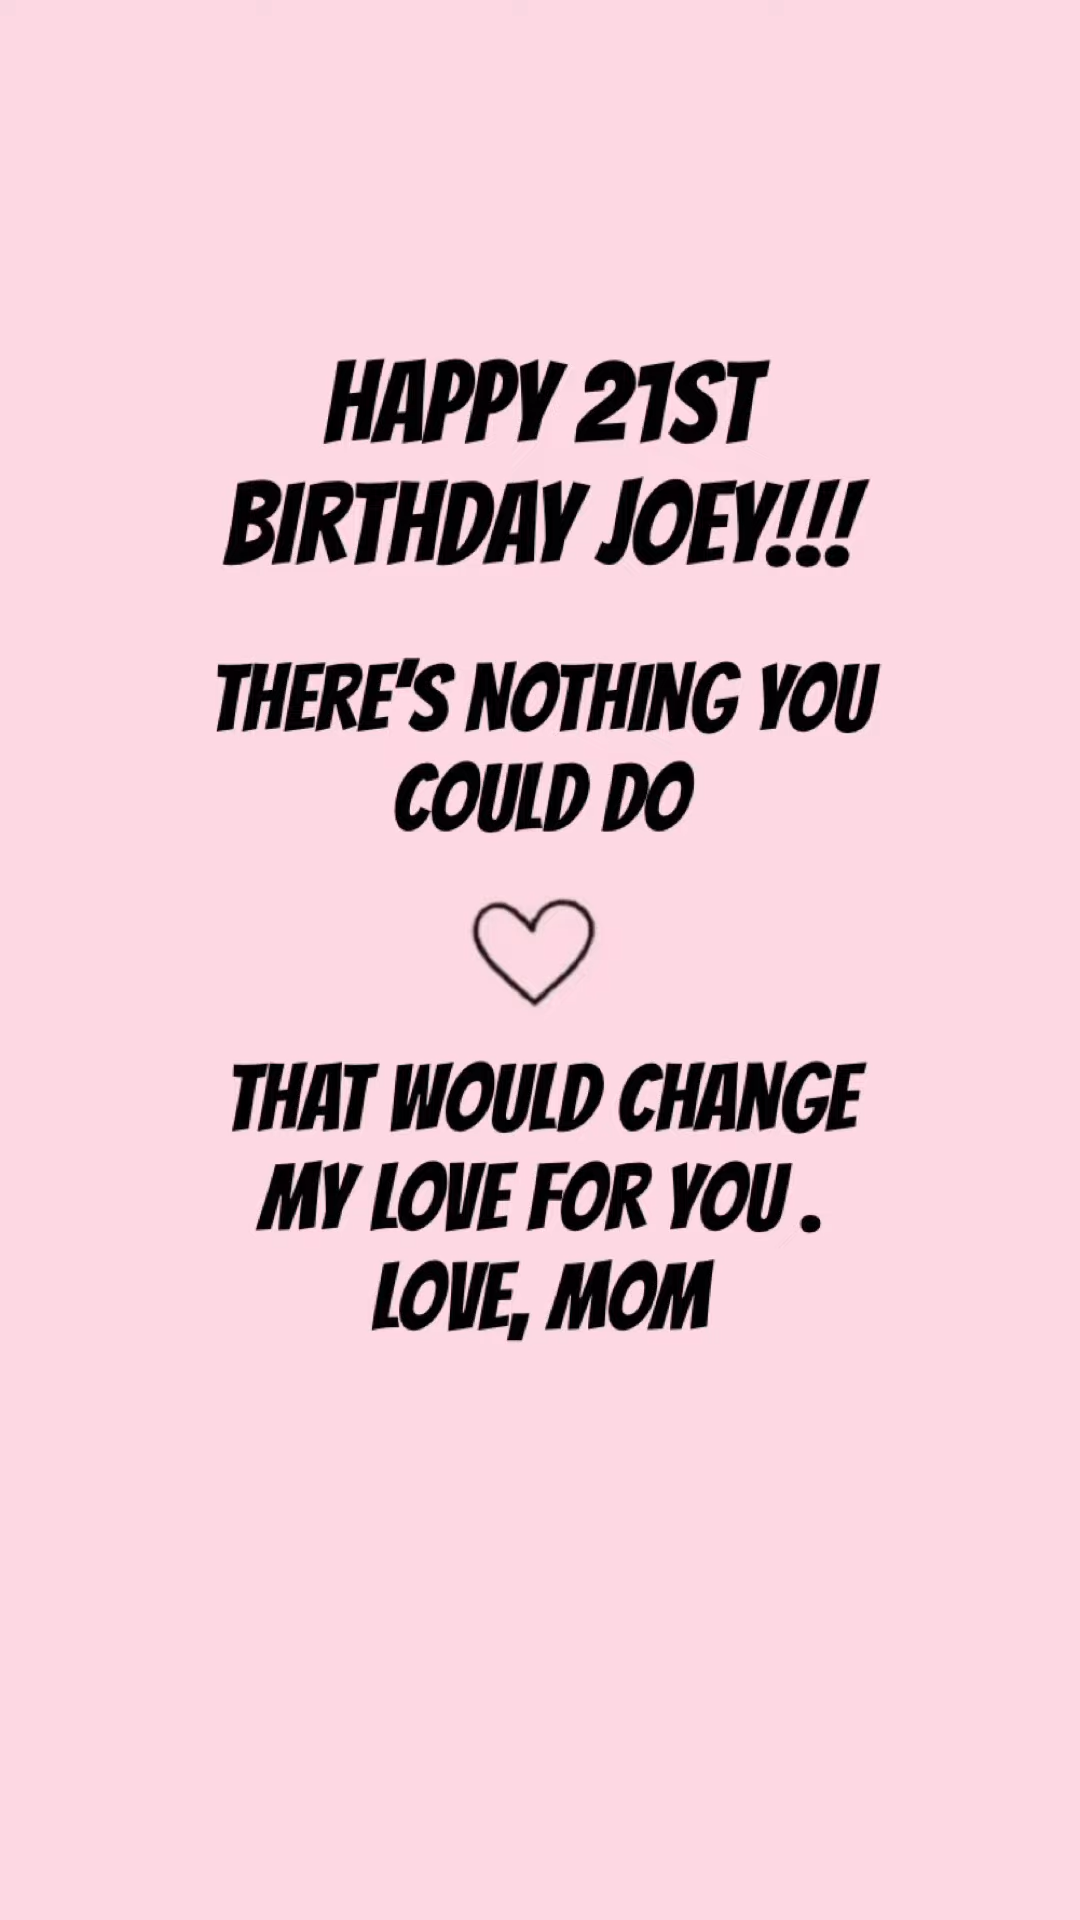 HAPPY 21ST
BIRTHDAY JOEY!!!
THERE'S NOTHING YOU
COULD DO
THAT WOULD CHANGE
MY LOVE FOR YOU .
LOVE, MOM